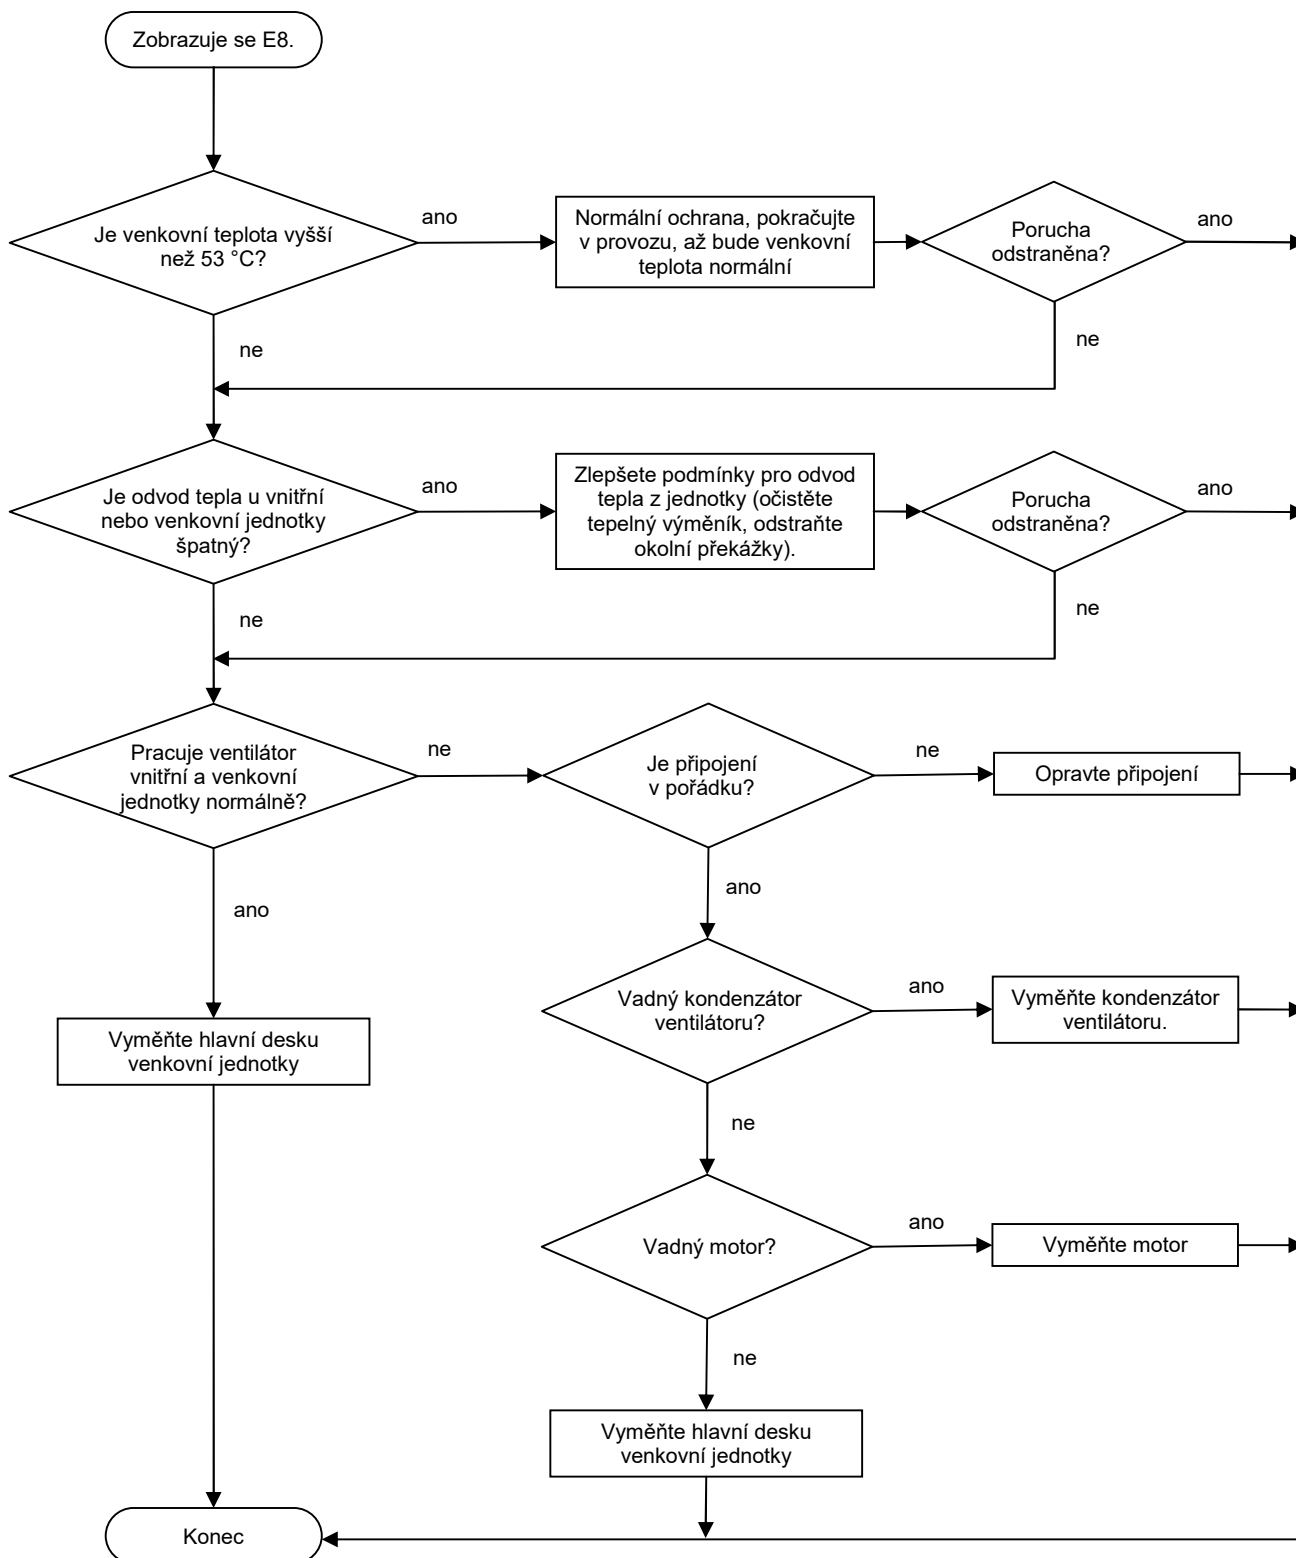 Zobrazuje se E8.
Je venkovní teplota vyšší
než 53 °C?
ano
Normální ochrana, pokračujte
v provozu, až bude venkovní
teplota normální
Porucha
odstraněna?
ano
ne
ne
Je odvod tepla u vnitřní
nebo venkovní jednotky
špatný?
ano
Zlepšete podmínky pro odvod
tepla z jednotky (očistěte
tepelný výměník, odstraňte
okolní překážky).
Porucha
odstraněna?
ano
ne
ne
Pracuje ventilátor
vnitřní a venkovní
jednotky normálně?
ne
Je připojení
v pořádku?
ne
Opravte připojení
ano
ano
Vadný kondenzátor
ventilátoru?
ano
Vyměňte kondenzátor
ventilátoru.
Vyměňte hlavní desku
venkovní jednotky
ne
Vadný motor?
ano
Vyměňte motor
ne
Vyměňte hlavní desku
venkovní jednotky
Konec